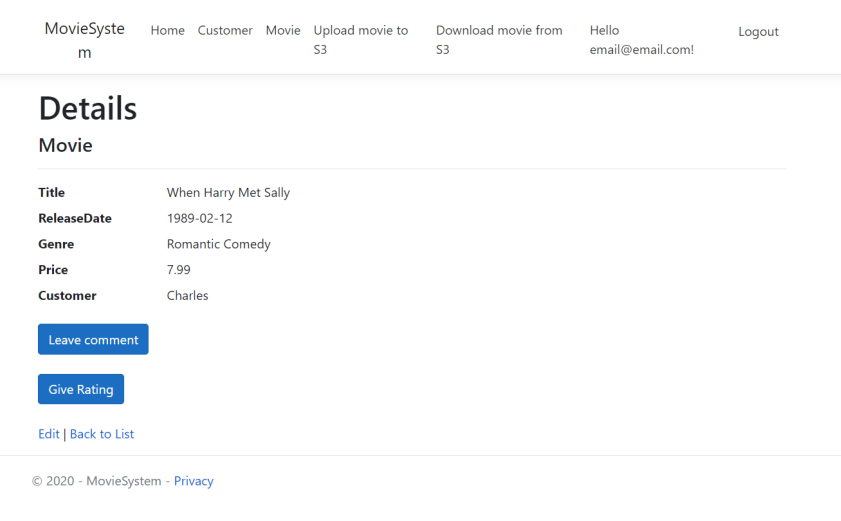 MovieSyste
m
Home Customer Movie Upload movie to
S3
Download movie from
S3
Hello
email@email.com!
Logout
Details
Movie
Title When Harry Met Sally
ReleaseDate 1989-02-12
Genre Romantic Comedy
Price 7.99
Customer Charles
Leave comment
Give Rating
Edit | Back to List
© 2020 - MovieSystem - Privacy